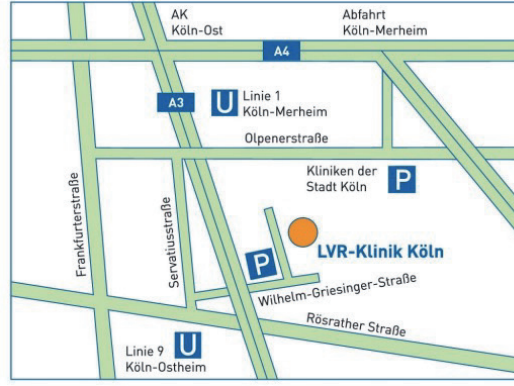 AK
Köln-Ost
Abfahrt
Köln-Merheim
A4
A3
U
Linie 1
Köln-Merheim
Olpenerstraße
Kliniken der
Stadt Köln
P
Frankfurterstraße
Servatiusstraße
LVR-Klinik Köln
P
Wilhelm-Griesinger-Straße
Rösrather Straße
Linie 9
Köln-Ostheim
U